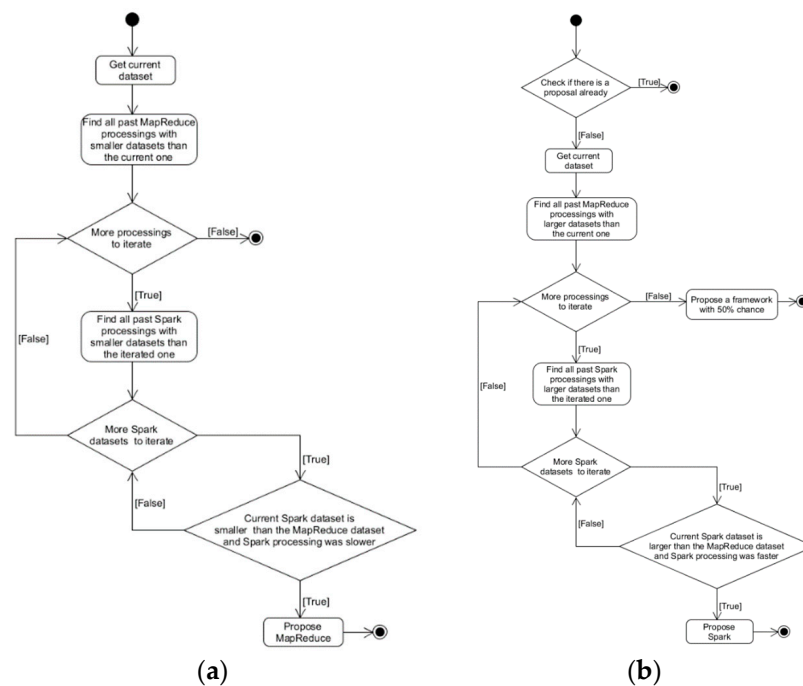 Get current
dataset
Find all past MapReduce
processings with
smaller datasets than
the current one
More processings
to iterate
[False]
[True]
Find all past Spark
processings with
smaller datasets than
the iterated one
[False]
More Spark
datasets to iterate
[True]
[False]
Current Spark dataset is
smaller than the MapReduce dataset
and Spark processing was slower
[True]
Propose
MapReduce
(a)
Check if there is a
proposal already
[True]
[False]
Get current
dataset
Find all past MapReduce
processings with
larger datasets than
the current one
More processings
to iterate
[False]
Propose a framework
with 50% chance
[True]
Find all past Spark
processings with
larger datasets than
the iterated one
[False]
More Spark
datasets to iterate
[True]
[False]
Current Spark dataset is
larger than the MapReduce dataset
and Spark processing was faster
[True]
Propose
Spark
(b)